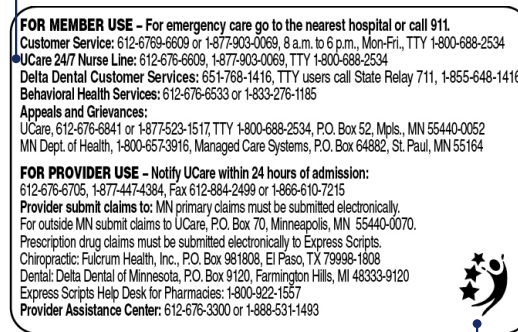 FOR MEMBER USE – For emergency care go to the nearest hospital or call 911.
Customer Service: 612-6769-6609 or 1-877-903-0069, 8 a.m. to 6 p.m., Mon-Fri., TTY 1-800-688-2534
UCare 24/7 Nurse Line: 612-676-6609, 1-877-903-0069, TTY 1-800-688-2534
Delta Dental Customer Services: 651-768-1416, TTY users call State Relay 711, 1-855-648-1416
Behavioral Health Services: 612-676-6533 or 1-833-276-1185
Appeals and Grievances:
UCare, 612-676-6841 or 1-877-523-1517, TTY 1-800-688-2534, P.O. Box 52, Mpls., MN 55440-0052
MN Dept. of Health, 1-800-657-3916, Managed Care Systems, P.O. Box 64882, St. Paul, MN 55164
FOR PROVIDER USE – Notify UCare within 24 hours of admission:
612-676-6705, 1-877-447-4384, Fax 612-884-2499 or 1-866-610-7215
Provider submit claims to: MN primary claims must be submitted electronically.
For outside MN submit claims to UCare, P.O. Box 70, Minneapolis, MN 55440-0070.
Prescription drug claims must be submitted electronically to Express Scripts.
Chiropractic: Fulcrum Health, Inc., P.O. Box 981808, El Paso, TX 79998-1808
Dental: Delta Dental of Minnesota, P.O. Box 9120, Farmington Hills, MI 48333-9120
Express Scripts Help Desk for Pharmacies: 1-800-922-1557
Provider Assistance Center: 612-676-3300 or 1-888-531-1493